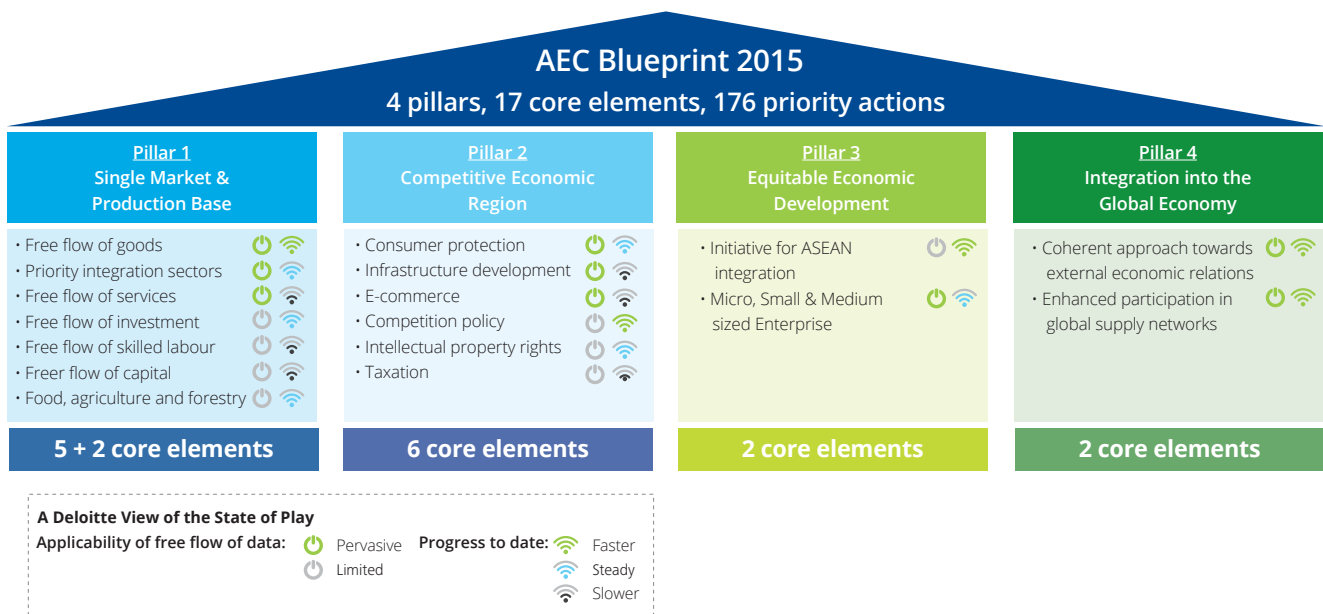 AEC Blueprint 2015
4 pillars, 17 core elements, 176 priority actions
Pillar 1
Single Market &
Production Base
• Free flow of goods
• Priority integration sectors
• Free flow of services
• Free flow of investment
• Free flow of skilled labour
• Freer flow of capital
• Food, agriculture and forestry
5 + 2 core elements
Pillar 2
Competitive Economic
Region
• Consumer protection
• Infrastructure development
• E-commerce
• Competition policy
• Intellectual property rights
• Taxation
6 core elements
Pillar 3
Equitable Economic
Development
• Initiative for ASEAN
integration
• Micro, Small & Medium
sized Enterprise
2 core elements
Pillar 4
Integration into the
Global Economy
• Coherent approach towards
external economic relations
• Enhanced participation in
global supply networks
2 core elements
A Deloitte View of the State of Play
Applicability of free flow of data:
Pervasive
Limited
Progress to date:
Faster
Steady
Slower